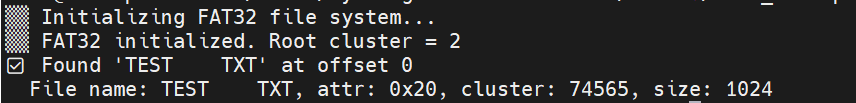 ▒ Initializing FAT32 file system...
▒ FAT32 initialized. Root cluster = 2
☑ Found 'TEST    TXT' at offset 0
File name: TEST    TXT, attr: 0x20, cluster: 74565, size: 1024